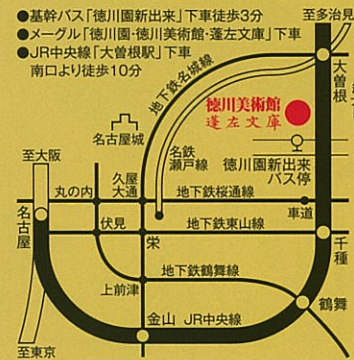 ●基幹バス「徳川園新出来」下車徒歩3分
●メーグル「徳川園・徳川美術館・蓬左文庫」下車
●JR中央線「大曽根駅」下車
南口より徒歩10分
至多治見
大曽根
地下鉄名城線
徳川美術館
蓬左文庫
名古屋城
名鉄
瀬戸線
徳川園新出来
バス停
至大阪
久屋
大通
丸の内
地下鉄桜通線
車道
名古屋
伏見
栄
地下鉄東山線
千種
地下鉄鶴舞線
上前津
鶴舞
金山
JR中央線
至東京